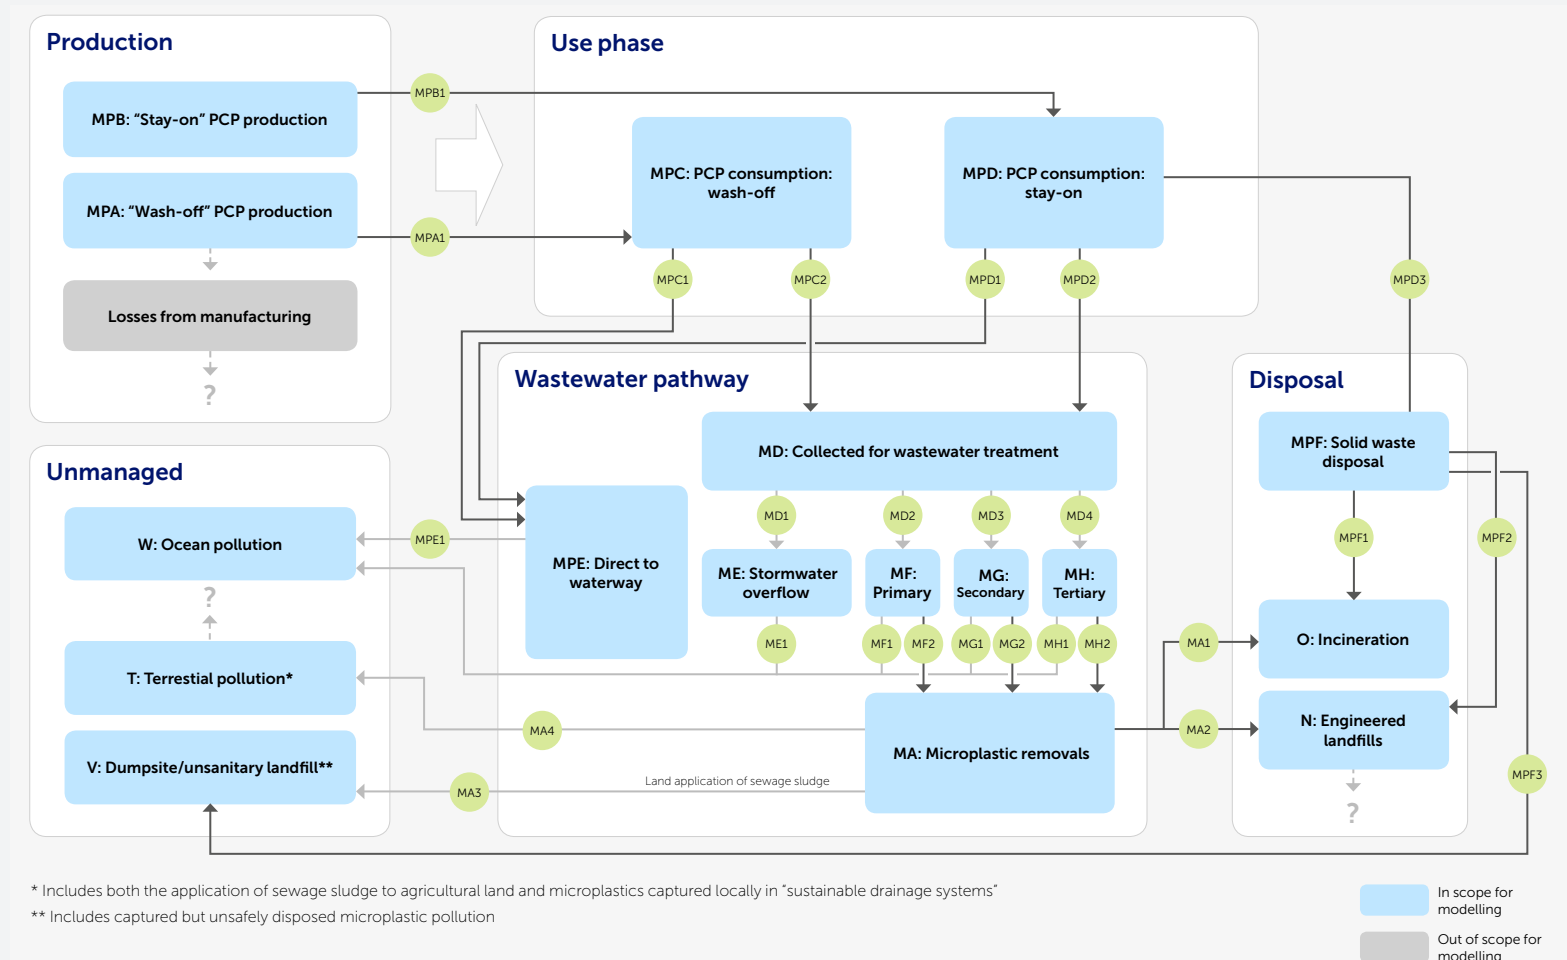 Production
MPB: “Stay-on” PCP production
MPA: “Wash-off” PCP production
Losses from manufacturing
?
MPB1
MPA1
Use phase
MPC: PCP consumption:
wash-off
MPD: PCP consumption:
stay-on
MPC1
MPC2
MPD1
MPD2
MPD3
Wastewater pathway
MD: Collected for wastewater treatment
MD1
MD2
MD3
MD4
MPE: Direct to
waterway
ME: Stormwater
overflow
MF:
Primary
MG:
Secondary
MH:
Tertiary
ME1
MF1
MF2
MG1
MG2
MH1
MH2
MA: Microplastic removals
Land application of sewage sludge
Disposal
MPF: Solid waste
disposal
MPF1
MPF2
MPF3
O: Incineration
MA1
MA2
N: Engineered
landfills
?
Unmanaged
W: Ocean pollution
MPE1
?
T: Terrestial pollution*
MA4
V: Dumpsite/unsanitary landfill**
MA3
* Includes both the application of sewage sludge to agricultural land and microplastics captured locally in “sustainable drainage systems”
** Includes captured but unsafely disposed microplastic pollution
In scope for
modelling
Out of scope for
modelling